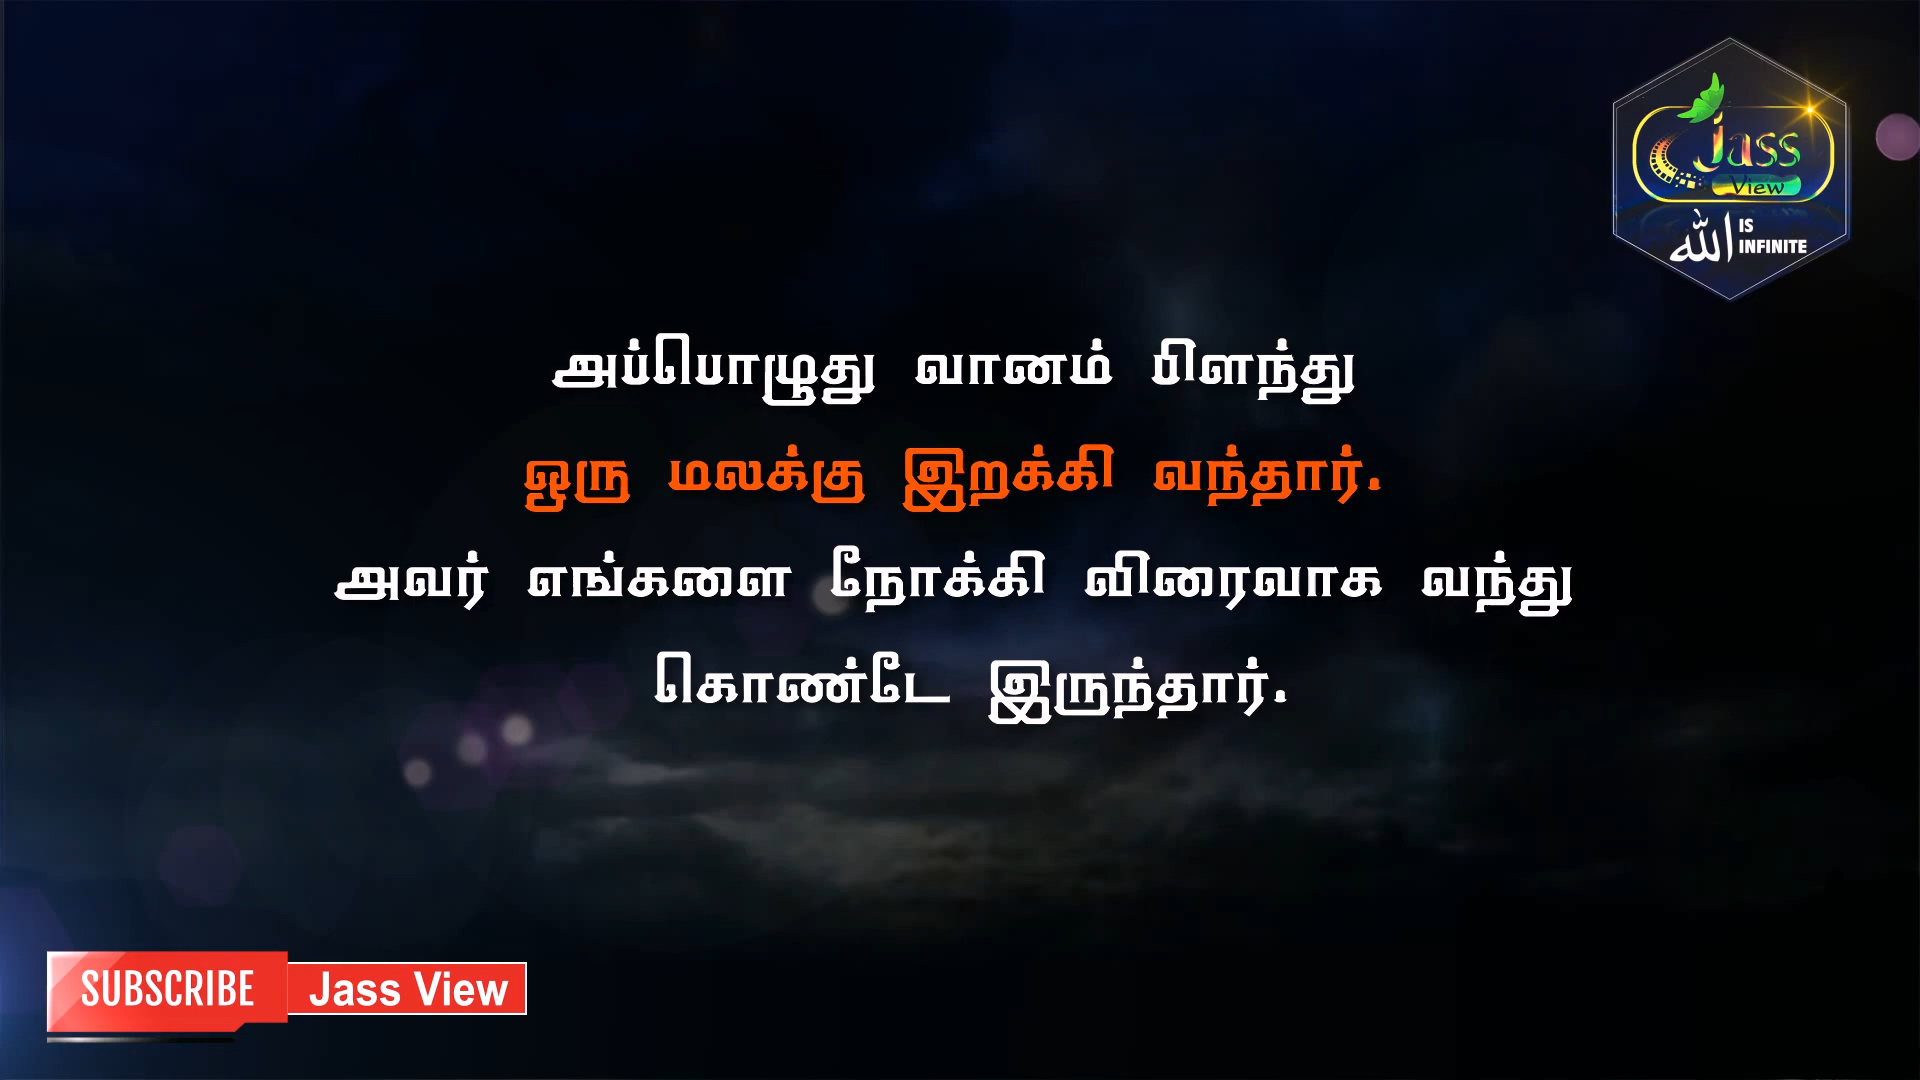 Jass
View
الله IS
INFINITE
அப்பொழுது வானம் பிளந்து
ஒரு மலக்கு இறக்கி வந்தார்.
அவர் எங்களை நோக்கி விரைவாக வந்து
கொண்டே இருந்தார்.
SUBSCRIBE Jass View